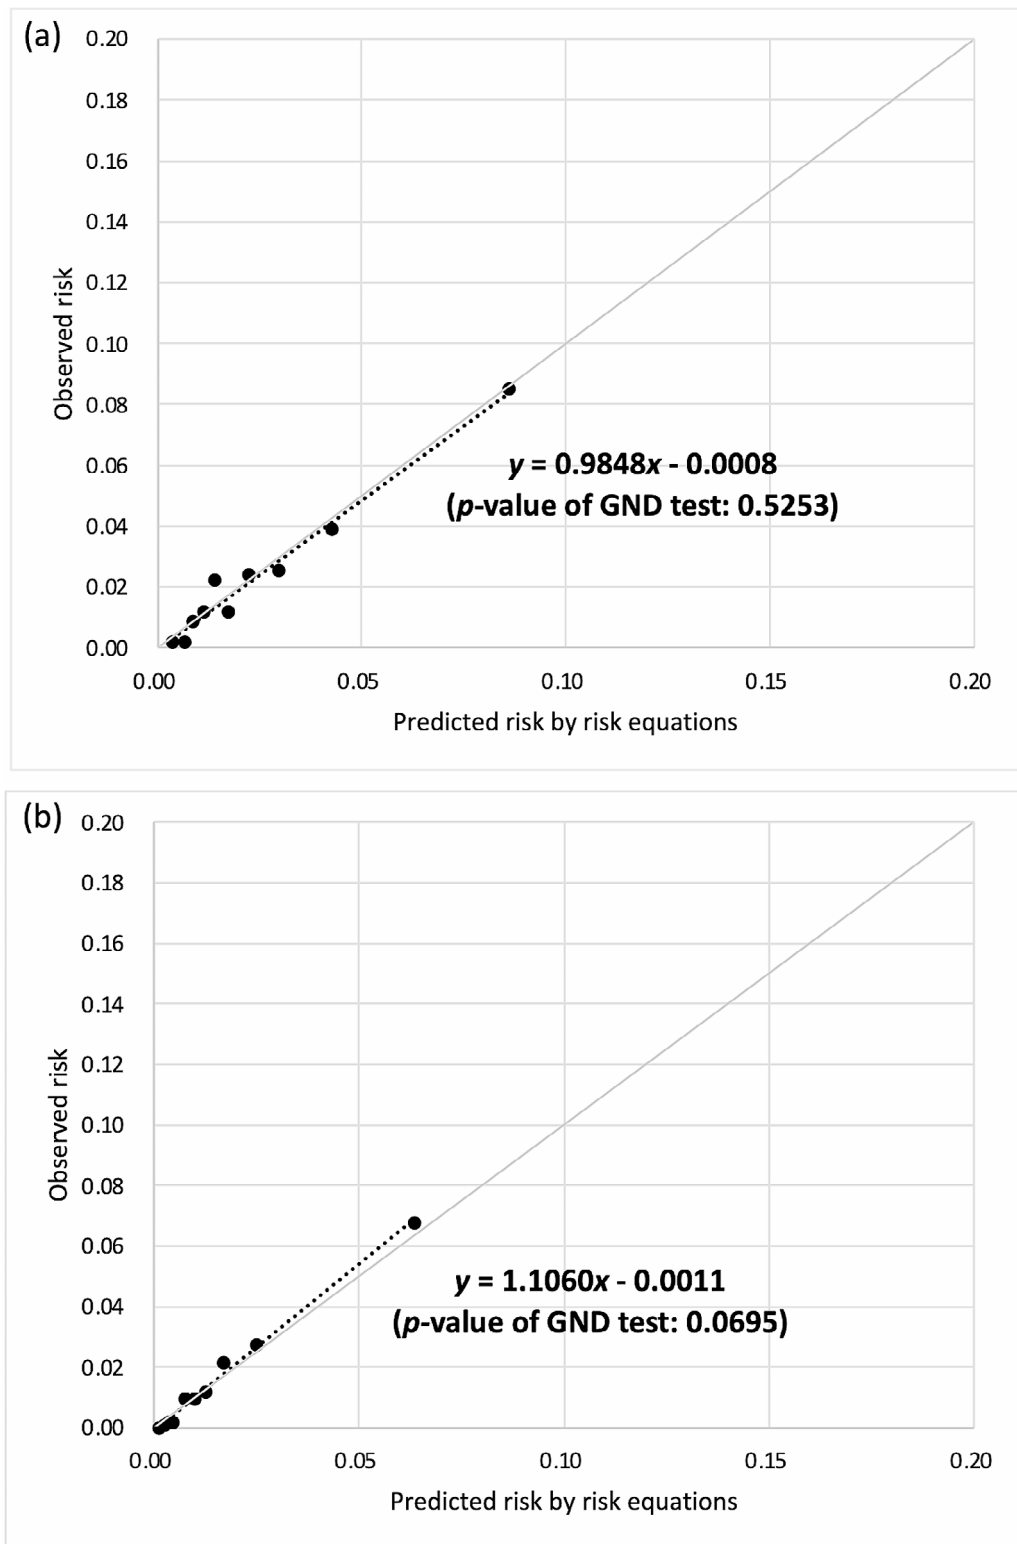 (a)
0.20
0.18
0.16
0.14
0.12
0.10
0.08
0.06
0.04
0.02
0.00
Observed risk
y = 0.9848x - 0.0008
(p-value of GND test: 0.5253)
0.00 0.05 0.10 0.15 0.20
Predicted risk by risk equations
(b)
0.20
0.18
0.16
0.14
0.12
0.10
0.08
0.06
0.04
0.02
0.00
Observed risk
y = 1.1060x - 0.0011
(p-value of GND test: 0.0695)
0.00 0.05 0.10 0.15 0.20
Predicted risk by risk equations